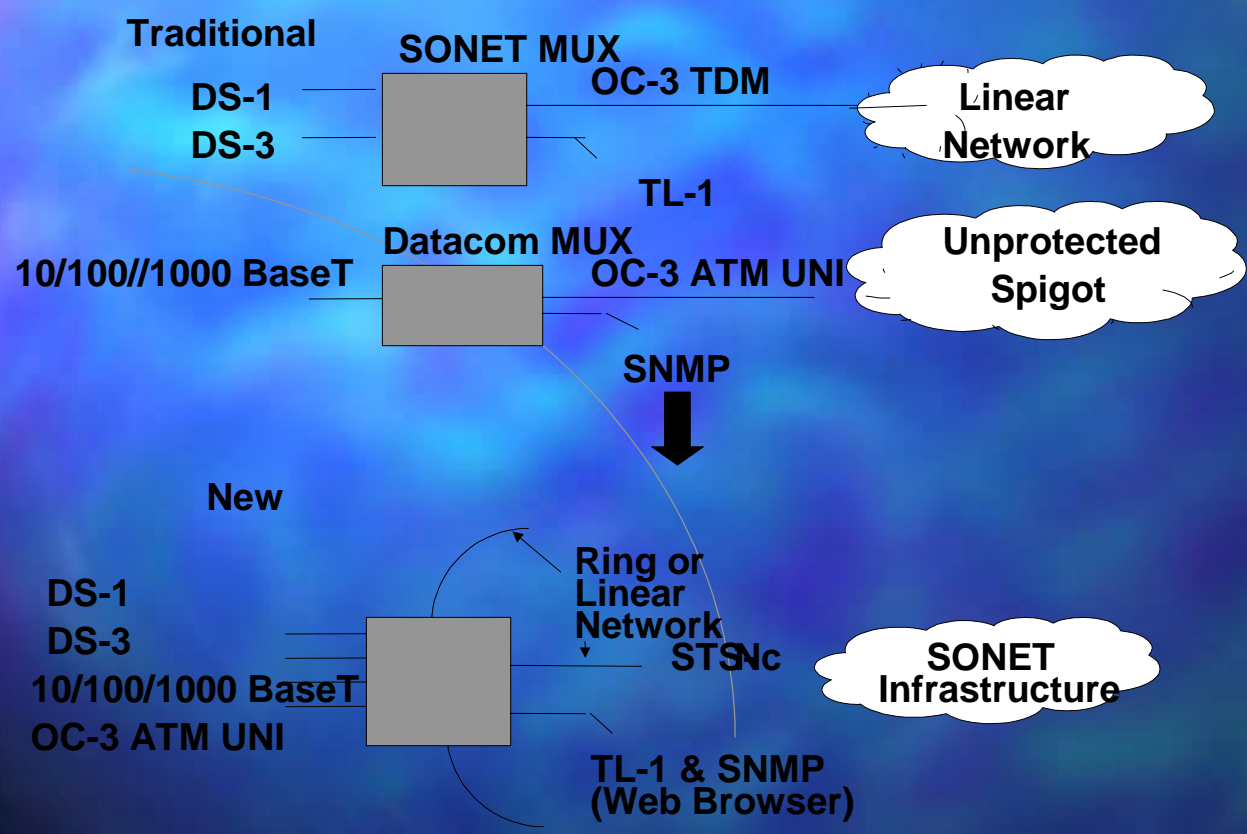 Traditional
SONET MUX
DS-1
DS-3
OC-3 TDM
Linear
Network
TL-1
Datacom MUX
10/100//1000 BaseT
OC-3 ATM UNI
Unprotected
Spigot
SNMP
New
Ring or
Linear
Network
DS-1
DS-3
10/100/1000 BaseT
OC-3 ATM UNI
STS-Nc
SONET
Infrastructure
TL-1 & SNMP
(Web Browser)